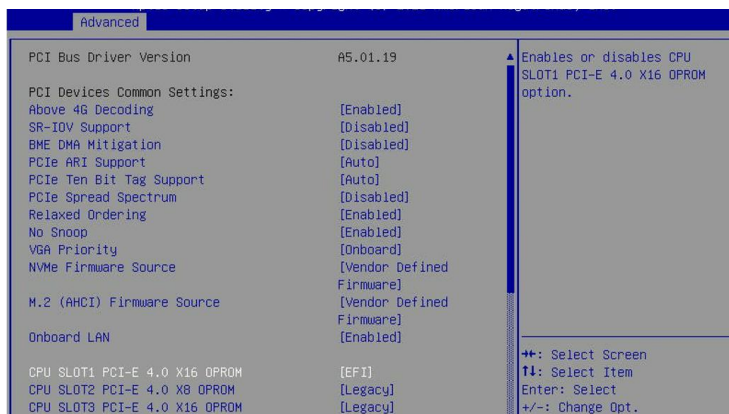 Advanced
PCI Bus Driver Version A5.01.19
PCI Devices Common Settings:
Above 4G Decoding [Enabled]
SR-IOV Support [Disabled]
BME DMA Mitigation [Disabled]
PCIe ARI Support [Auto]
PCIe Ten Bit Tag Support [Auto]
PCIe Spread Spectrum [Disabled]
Relaxed Ordering [Enabled]
No Snoop [Enabled]
VGA Priority [Onboard]
NVMe Firmware Source [Vendor Defined
Firmware]
M.2 (AHCI) Firmware Source [Vendor Defined
Firmware]
Onboard LAN [Enabled]
CPU SLOT1 PCI-E 4.0 X16 OPROM [EFI]
CPU SLOT2 PCI-E 4.0 X8 OPROM [Legacy]
CPU SLOT3 PCI-E 4.0 X16 OPROM [Legacy]
Enables or disables CPU
SLOT1 PCI-E 4.0 X16 OPROM
option.
→←: Select Screen
↑↓: Select Item
Enter: Select
+/-: Change Opt.